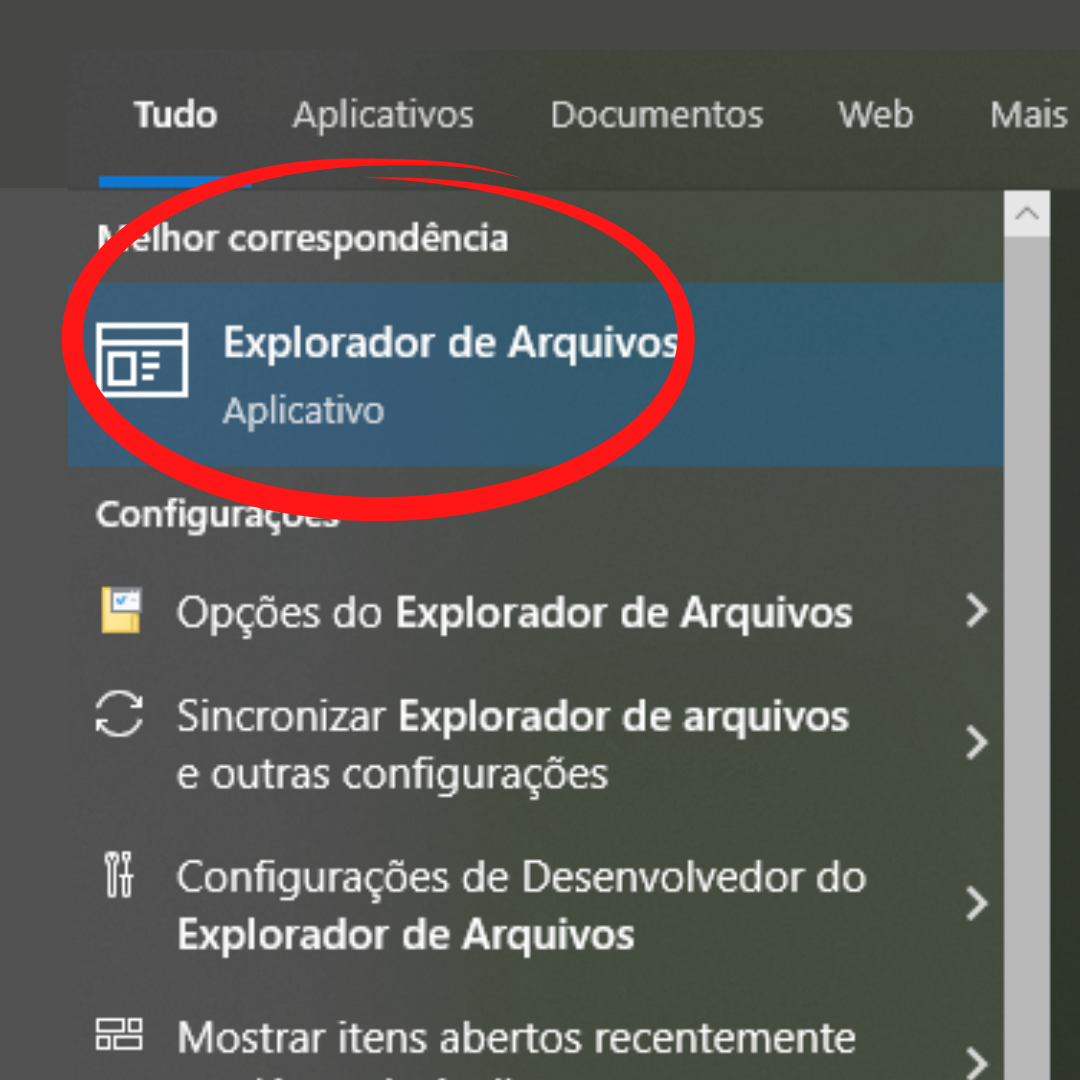 Tudo Aplicativos Documentos Web Mais
Melhor correspondência
Explorador de Arquivos
Aplicativo
Configurações
Opções do Explorador de Arquivos
Sincronizar Explorador de arquivos
e outras configurações
Configurações de Desenvolvedor do
Explorador de Arquivos
Mostrar itens abertos recentemente